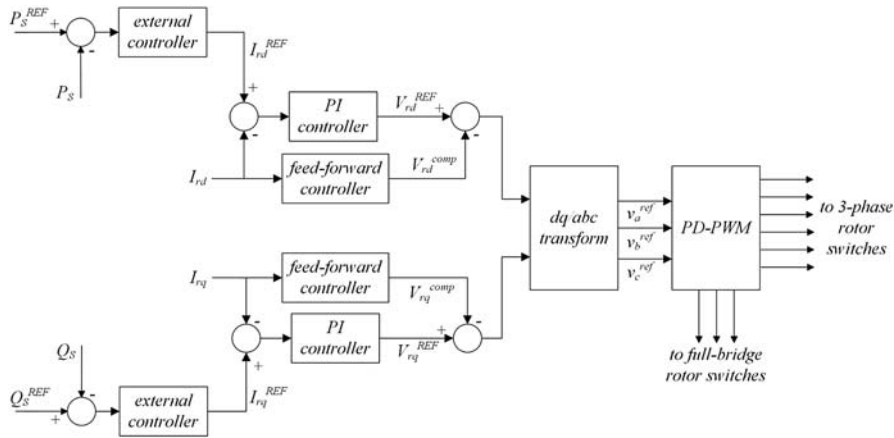 P_S^REF
+
-
external
controller
P_S
I_rd^REF
+
-
PI
controller
V_rd^REF
+
-
I_rd
feed-forward
controller
V_rd^comp
dq/abc
transform
v_a^ref
v_b^ref
v_c^ref
PD-PWM
to 3-phase
rotor
switches
to full-bridge
rotor switches
I_rq
feed-forward
controller
V_rq^comp
-
-
+
PI
controller
V_rq^REF
+
I_rq^REF
Q_S
-
Q_S^REF
+
external
controller